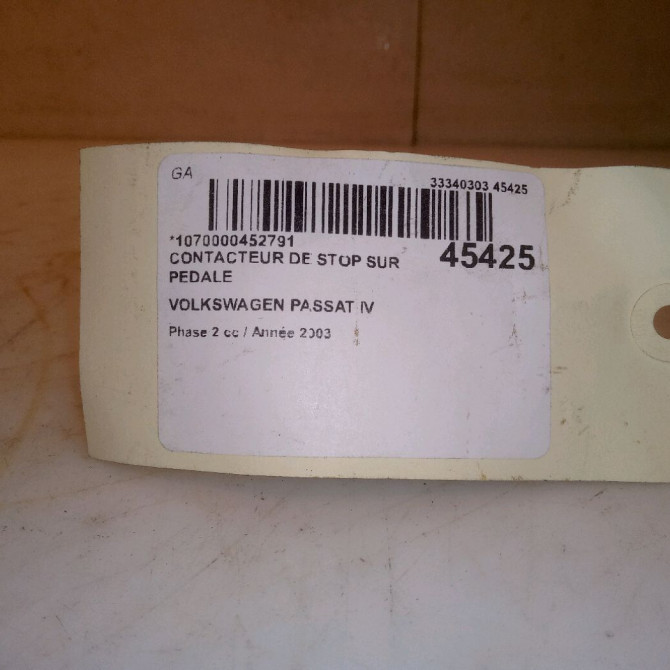 GA
33340303 45425
*1070000452791
45425
CONTACTEUR DE STOP SUR
PEDALE
VOLKSWAGEN PASSAT IV
Phase 2 cc / Année 2003